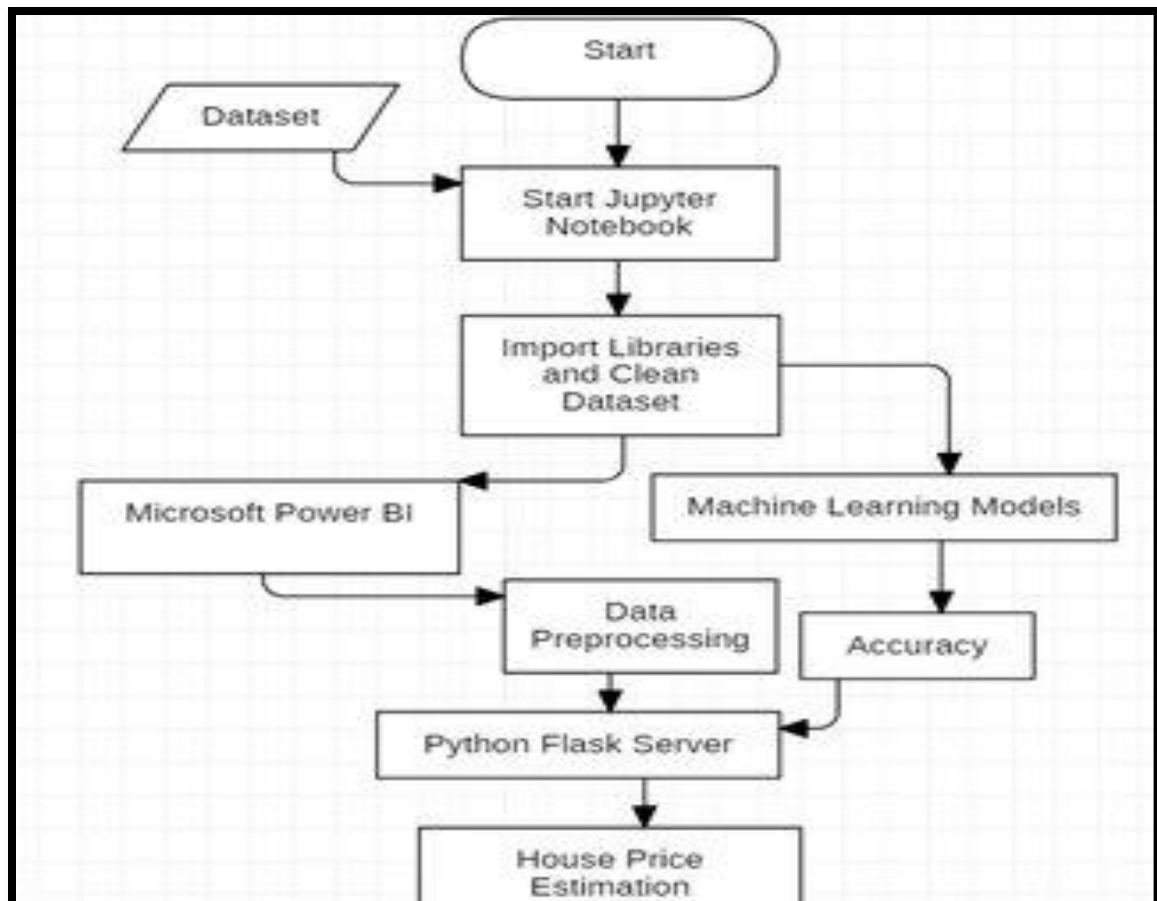 Start
Dataset
Start Jupyter
Notebook
Import Libraries
and Clean
Dataset
Microsoft Power BI
Machine Learning Models
Data
Preprocessing
Accuracy
Python Flask Server
House Price
Estimation